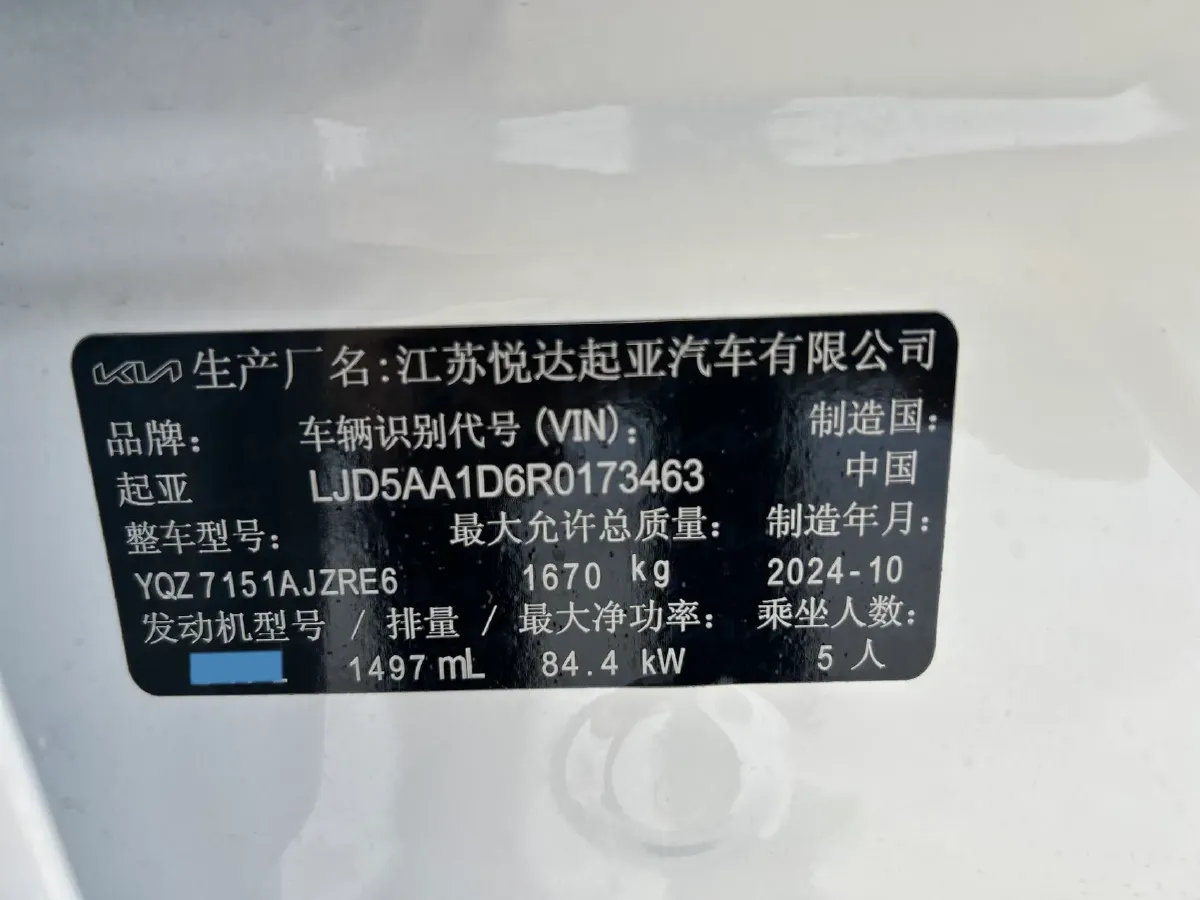 KIA 生产厂名:江苏悦达起亚汽车有限公司
品牌: 车辆识别代号(VIN): 制造国:
起亚 LJD5AA1D6R0173463 中国
整车型号: 最大允许总质量: 制造年月:
YQZ7151AJZRE6 1670 kg 2024-10
发动机型号 / 排量 / 最大净功率: 乘坐人数:
1497 mL 84.4 kW 5 人